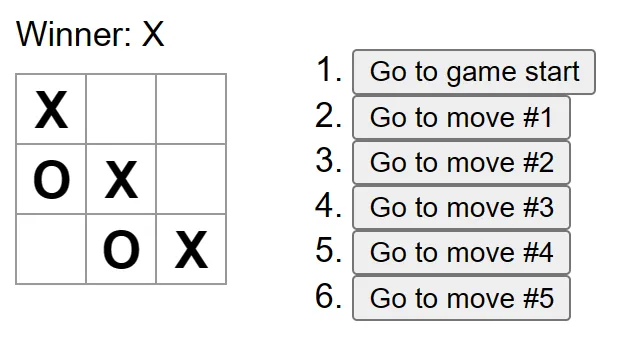 Winner: X
X
O X
O X
1. Go to game start
2. Go to move #1
3. Go to move #2
4. Go to move #3
5. Go to move #4
6. Go to move #5